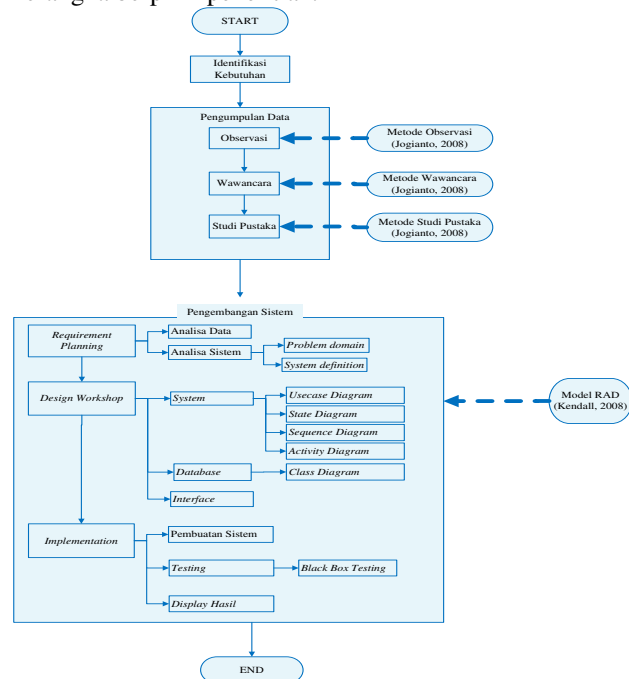 START
Identifikasi
Kebutuhan
Pengumpulan Data
Observasi
Metode Observasi
(Jogianto, 2008)
Wawancara
Metode Wawancara
(Jogianto, 2008)
Studi Pustaka
Metode Studi Pustaka
(Jogianto, 2008)
Pengembangan Sistem
Requirement
Planning
Analisa Data
Analisa Sistem
Problem domain
System definition
Design Workshop
System
Usecase Diagram
State Diagram
Sequence Diagram
Activity Diagram
Database
Class Diagram
Interface
Model RAD
(Kendall, 2008)
Implementation
Pembuatan Sistem
Testing
Black Box Testing
Display Hasil
END